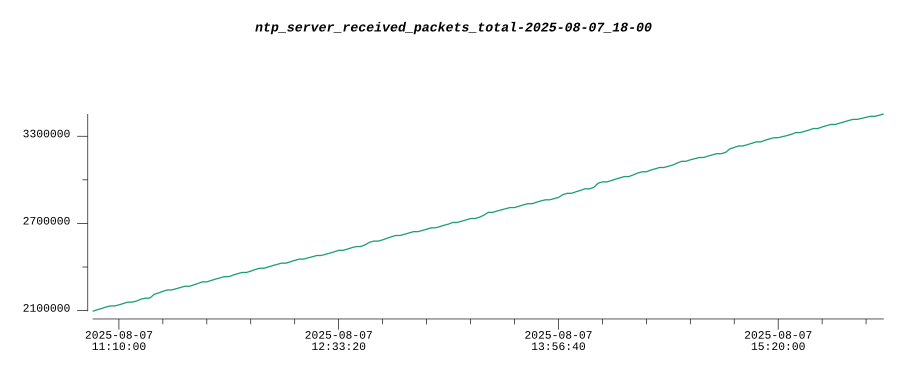 ntp_server_received_packets_total-2025-08-07_18-00
3300000
2700000
2100000
2025-08-07 2025-08-07 2025-08-07 2025-08-07
11:10:00 12:33:20 13:56:40 15:20:00